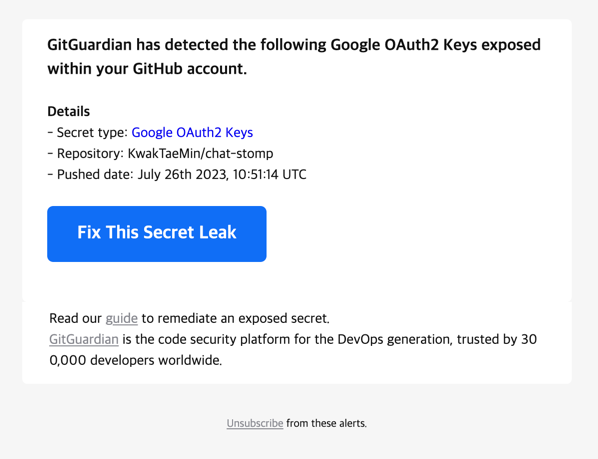 GitGuardian has detected the following Google OAuth2 Keys exposed
within your GitHub account.
Details
- Secret type: Google OAuth2 Keys
- Repository: KwakTaeMin/chat-stomp
- Pushed date: July 26th 2023, 10:51:14 UTC
Fix This Secret Leak
Read our guide to remediate an exposed secret.
GitGuardian is the code security platform for the DevOps generation, trusted by 30
0,000 developers worldwide.
Unsubscribe from these alerts.